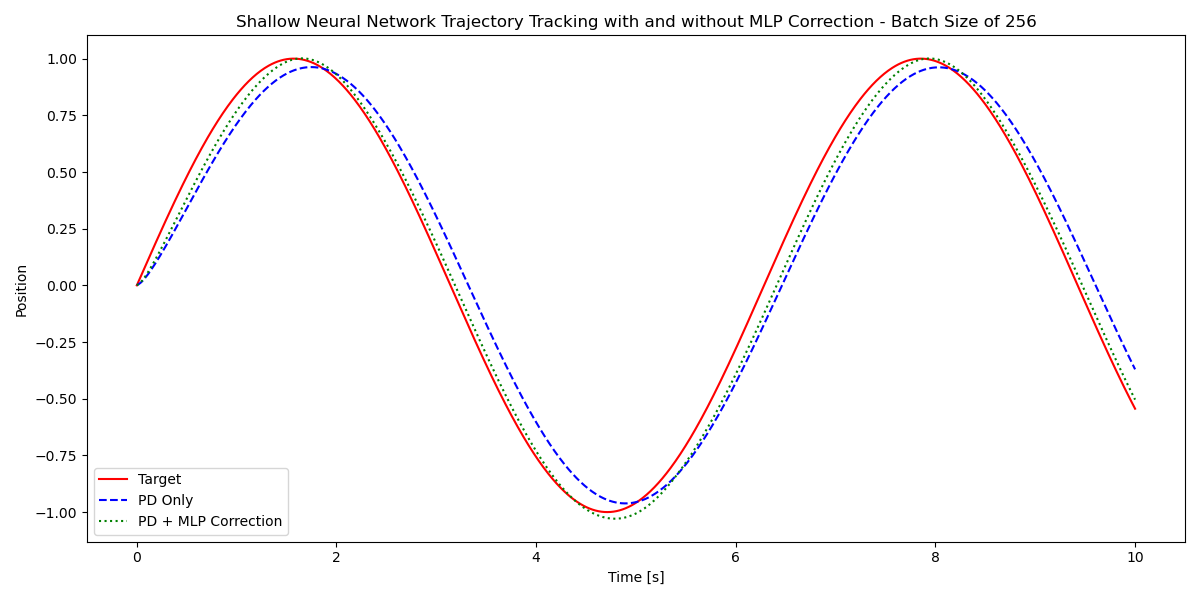 Shallow Neural Network Trajectory Tracking with and without MLP Correction - Batch Size of 256
Position
1.00
0.75
0.50
0.25
0.00
−0.25
−0.50
−0.75
−1.00
Target
PD Only
PD + MLP Correction
0 2 4 6 8 10
Time [s]